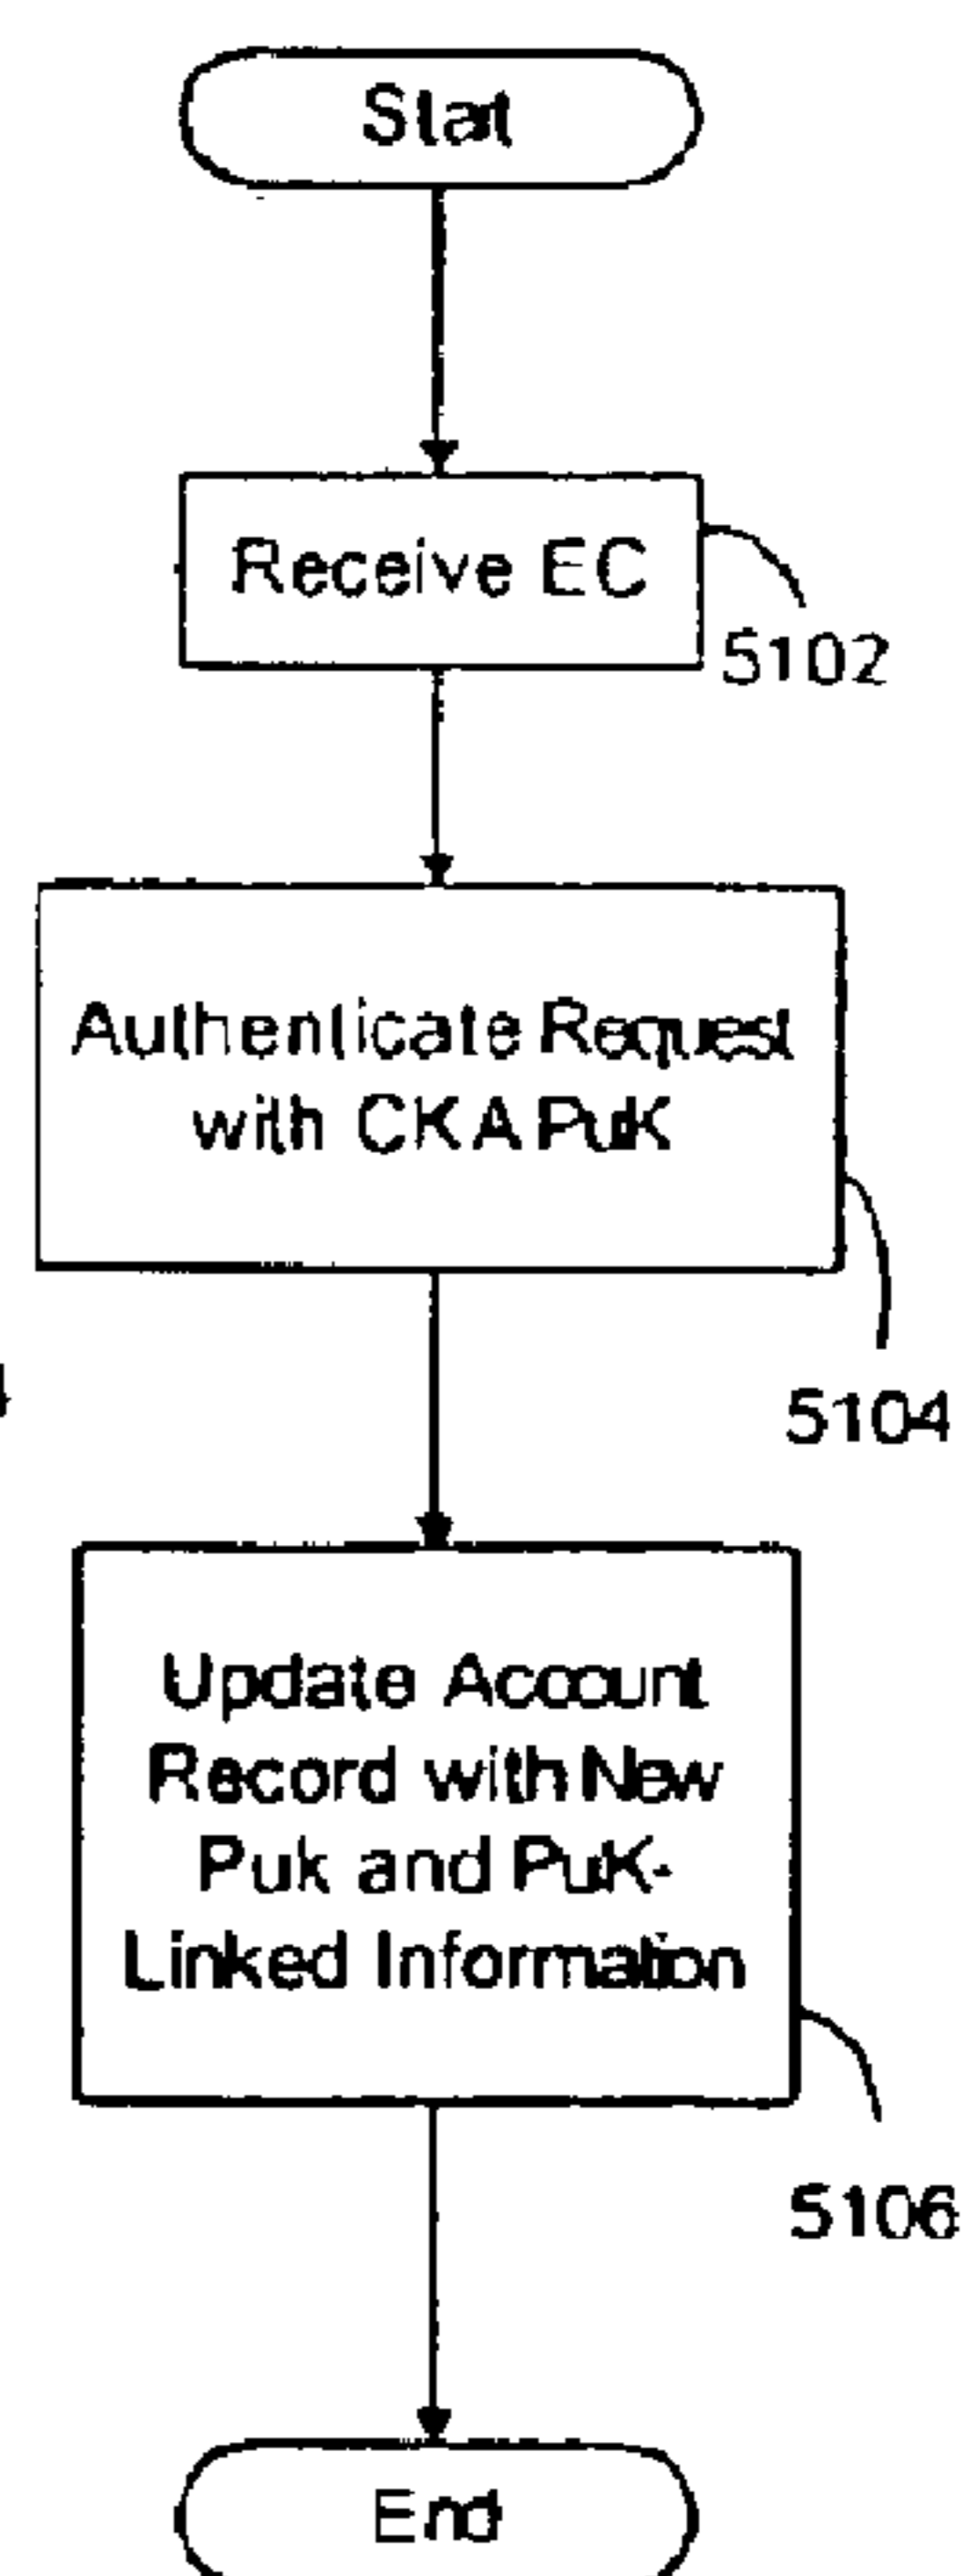 Start
Receive EC
5102
Authenticate Request
with CKA PuK
5104
Update Account
Record with New
Puk and PuK-
Linked Information
5106
End